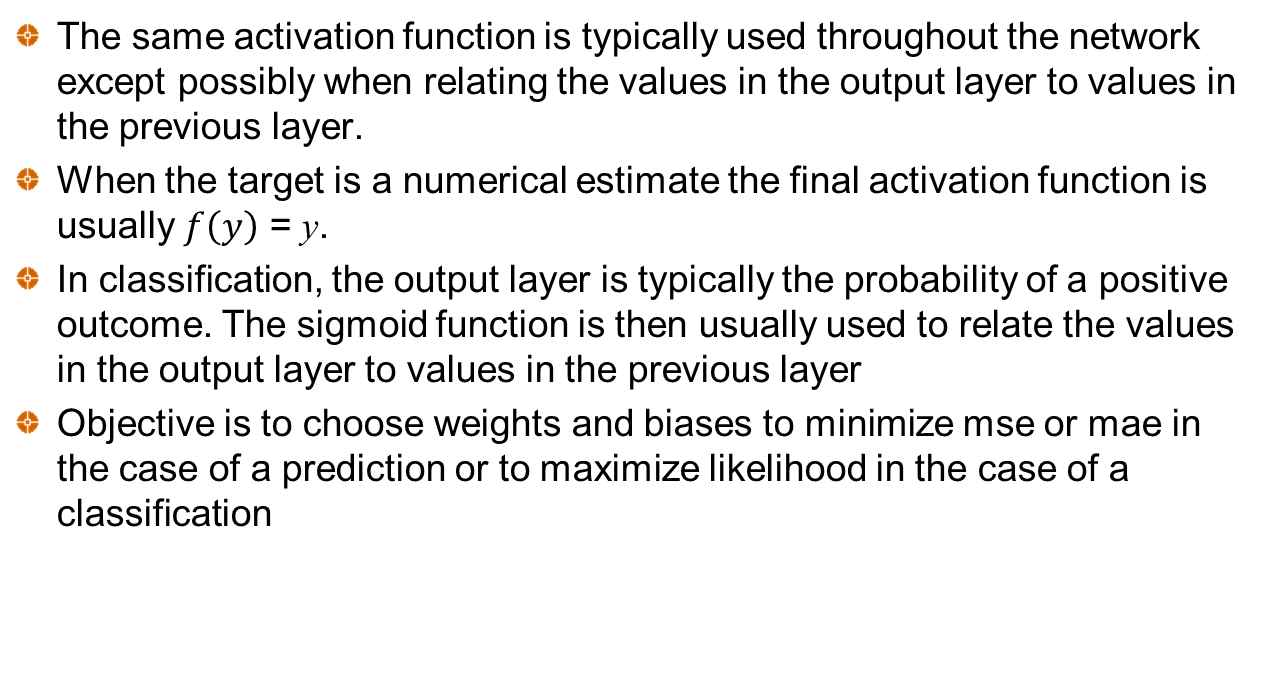 The same activation function is typically used throughout the network
except possibly when relating the values in the output layer to values in
the previous layer.
When the target is a numerical estimate the final activation function is
usually 𝑓(𝑦) = 𝑦.
In classification, the output layer is typically the probability of a positive
outcome. The sigmoid function is then usually used to relate the values
in the output layer to values in the previous layer
Objective is to choose weights and biases to minimize mse or mae in
the case of a prediction or to maximize likelihood in the case of a
classification